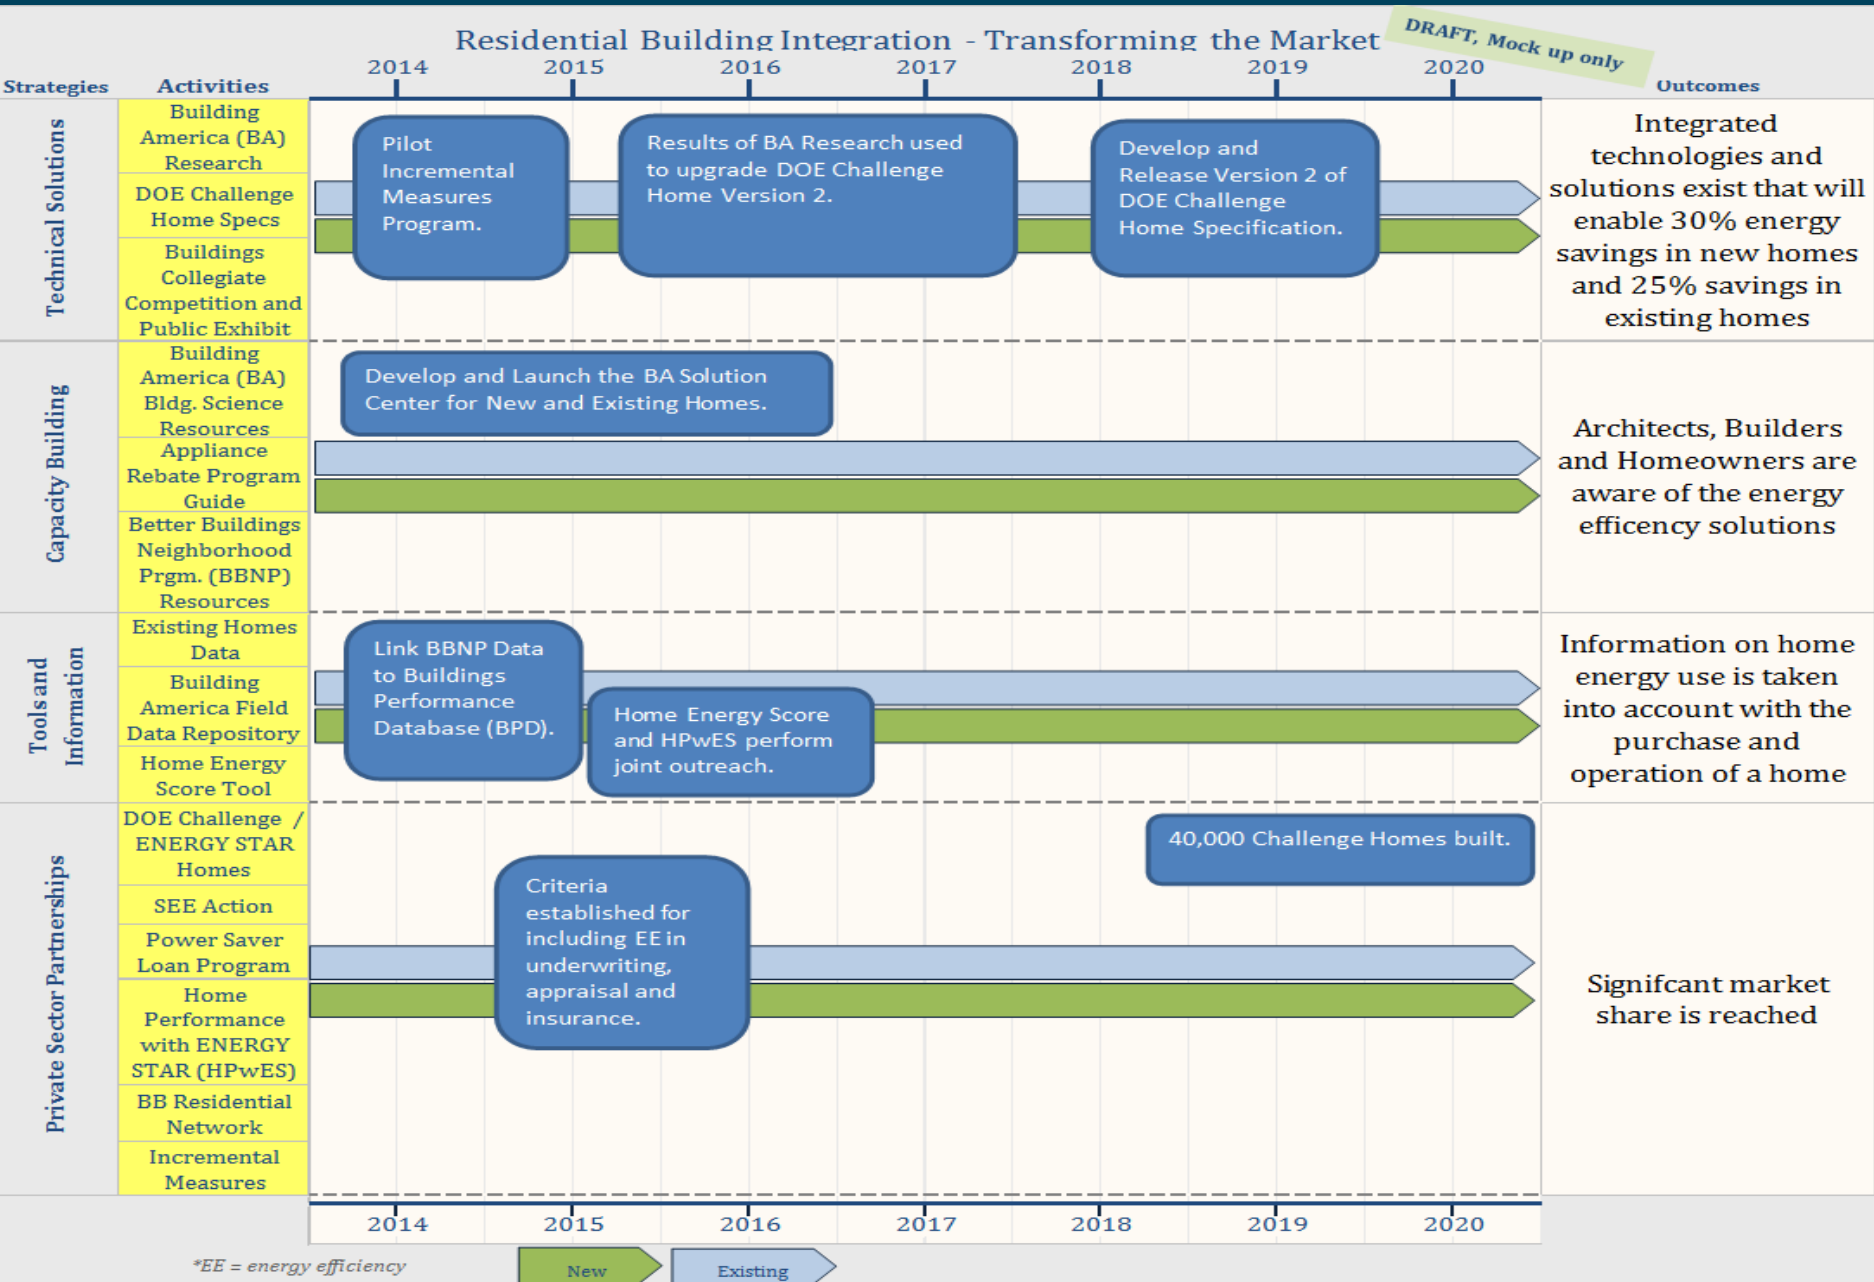 Residential Building Integration - Transforming the Market
DRAFT, Mock up only
2014 2015 2016 2017 2018 2019 2020
Strategies
Activities
Outcomes
Technical Solutions
Building
America (BA)
Research
DOE Challenge
Home Specs
Buildings
Collegiate
Competition and
Public Exhibit
Pilot
Incremental
Measures
Program.
Results of BA Research used
to upgrade DOE Challenge
Home Version 2.
Develop and
Release Version 2 of
DOE Challenge
Home Specification.
Integrated
technologies and
solutions exist that will
enable 30% energy
savings in new homes
and 25% savings in
existing homes
Capacity Building
Building
America (BA)
Bldg. Science
Resources
Appliance
Rebate Program
Guide
Better Buildings
Neighborhood
Prgm. (BBNP)
Resources
Develop and Launch the BA Solution
Center for New and Existing Homes.
Architects, Builders
and Homeowners are
aware of the energy
efficency solutions
Tools and
Information
Existing Homes
Data
Building
America Field
Data Repository
Home Energy
Score Tool
Link BBNP Data
to Buildings
Performance
Database (BPD).
Home Energy Score
and HPwES perform
joint outreach.
Information on home
energy use is taken
into account with the
purchase and
operation of a home
Private Sector Partnerships
DOE Challenge /
ENERGY STAR
Homes
SEE Action
Power Saver
Loan Program
Home
Performance
with ENERGY
STAR (HPwES)
BB Residential
Network
Incremental
Measures
Criteria
established for
including EE in
underwriting,
appraisal and
insurance.
40,000 Challenge Homes built.
Signifcant market
share is reached
2014 2015 2016 2017 2018 2019 2020
*EE = energy efficiency
New
Existing